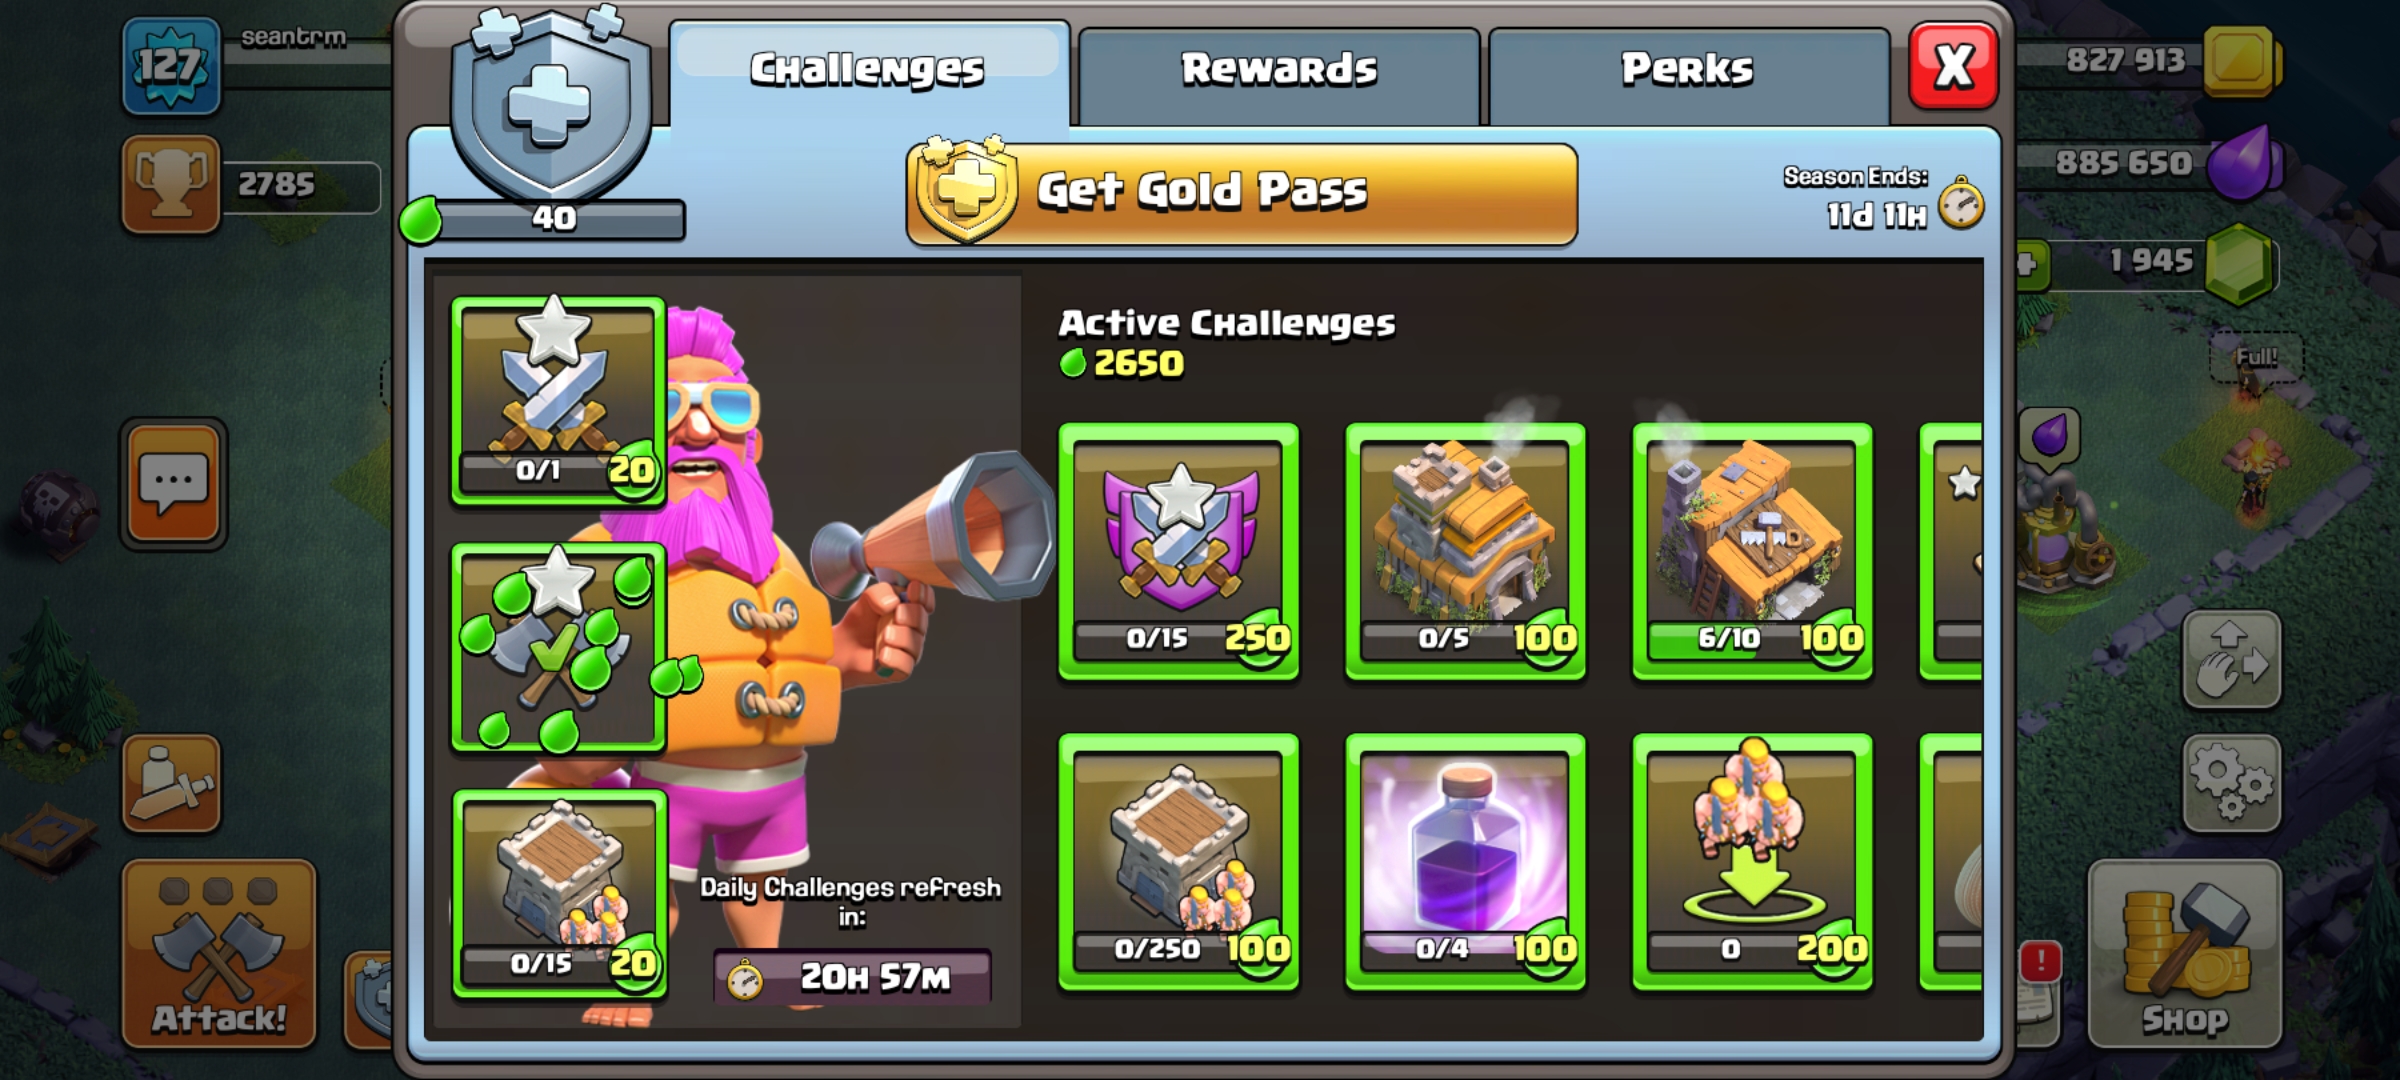 127
seantrm
2785
Challenges
Rewards
Perks
X
827 913
885 650
1 945
Get Gold Pass
Season Ends:
11d 11H
40
Full!
Active Challenges
2650
0/1
20
0/15
250
0/5
100
6/10
100
0/15
20
0/250
100
0/4
100
0
200
Daily Challenges refresh
in:
20H 57M
Attack!
!
Shop